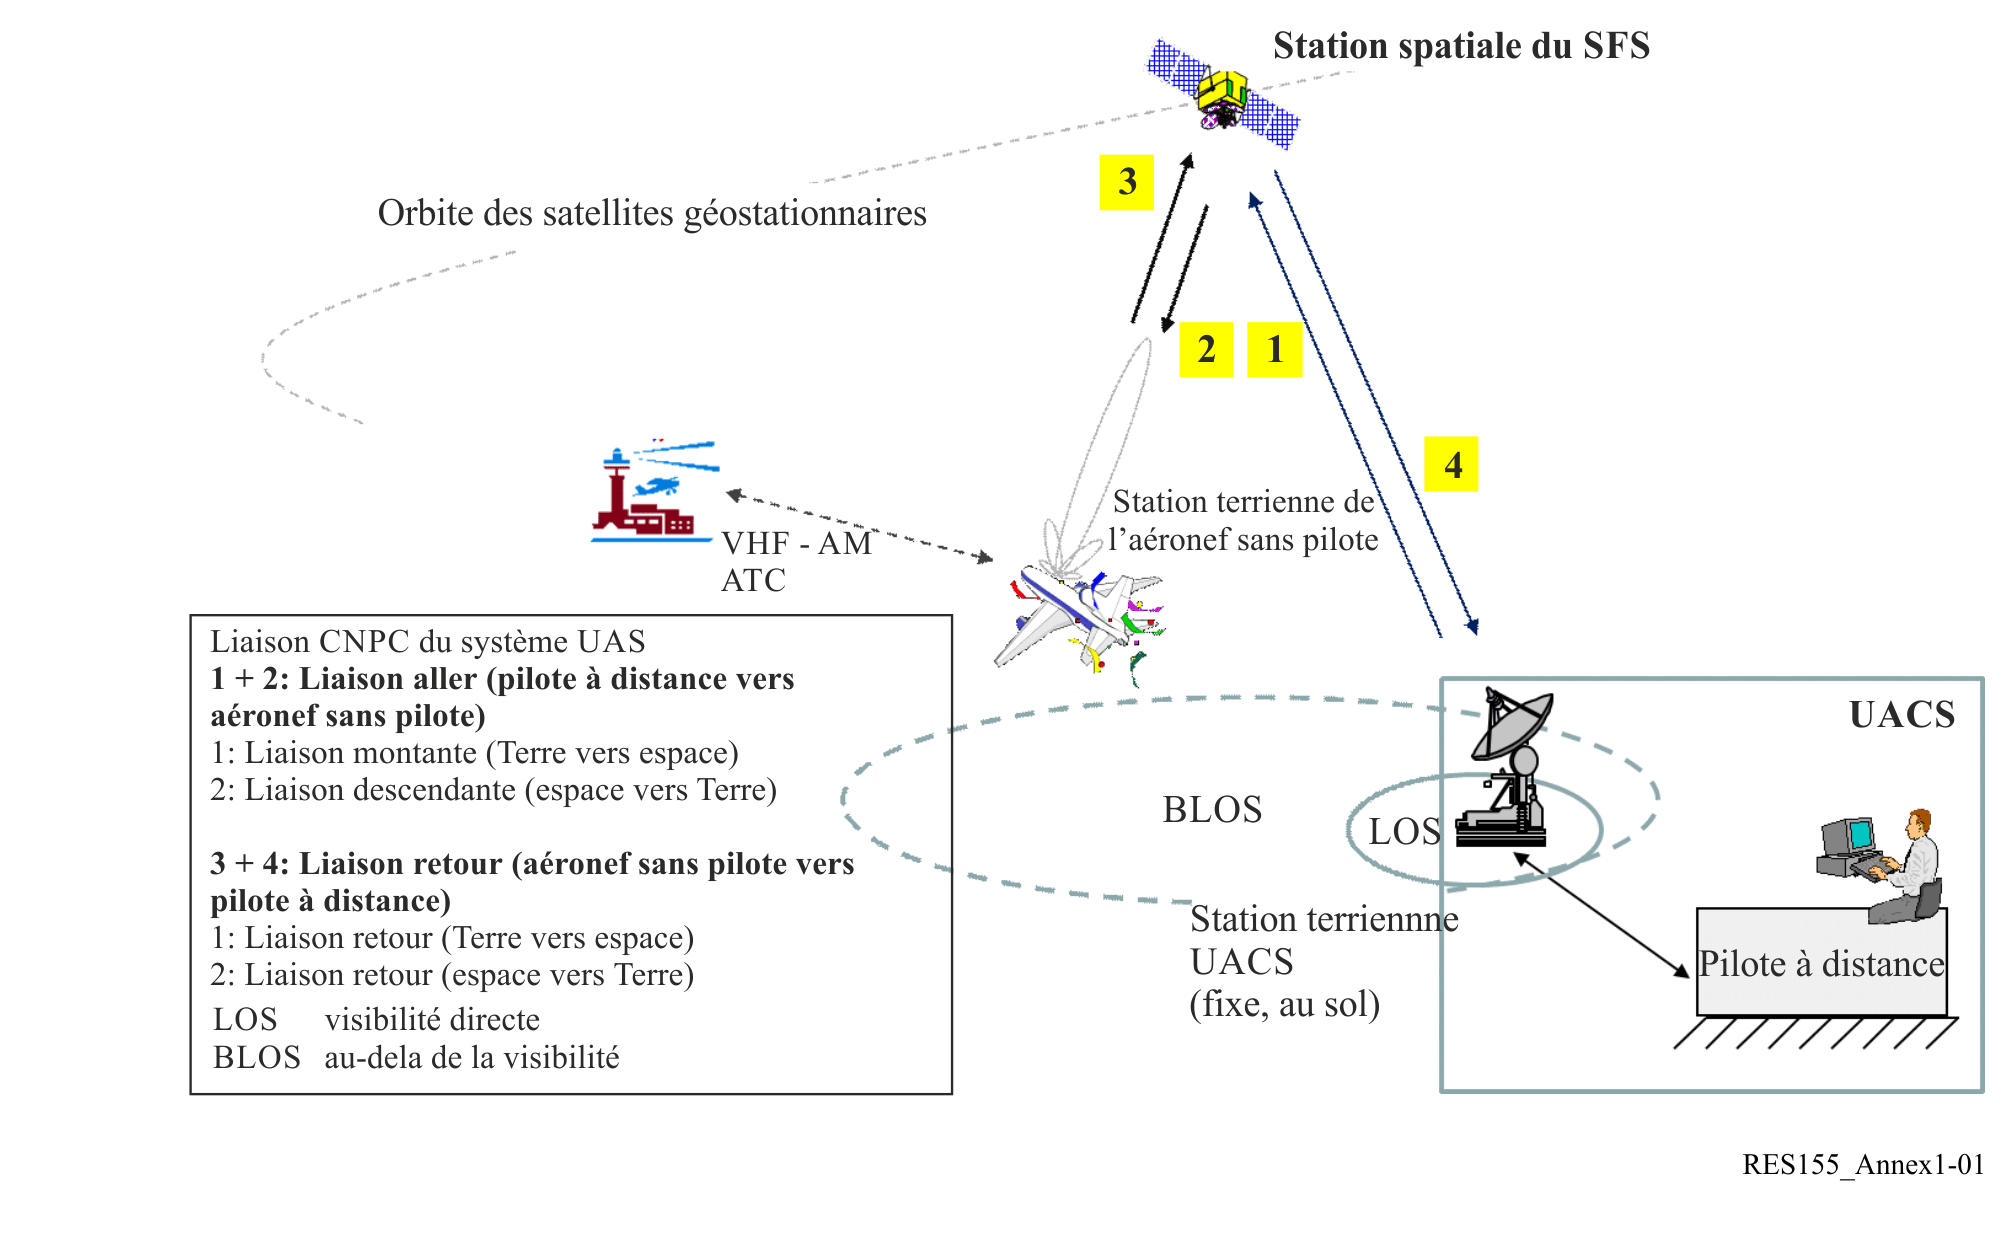 Station spatiale du SFS
3
Orbite des satellites géostationnaires
2
1
4
Station terrienne de
l'aéronef sans pilote
VHF - AM
ATC
Liaison CNPC du système UAS
1 + 2: Liaison aller (pilote à distance vers
aéronef sans pilote)
1: Liaison montante (Terre vers espace)
2: Liaison descendante (espace vers Terre)
3 + 4: Liaison retour (aéronef sans pilote vers
pilote à distance)
1: Liaison retour (Terre vers espace)
2: Liaison retour (espace vers Terre)
LOS visibilité directe
BLOS au-dela de la visibilité
UACS
BLOS
LOS
Station terriennne
UACS
(fixe, au sol)
Pilote à distance
RES155_Annex1-01